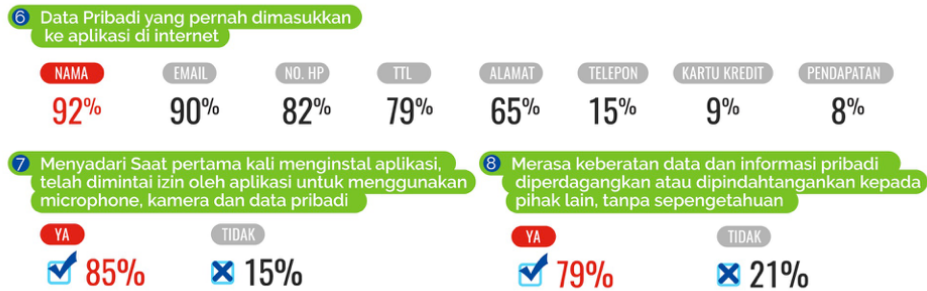 6 Data Pribadi yang pernah dimasukkan
ke aplikasi di internet
NAMA EMAIL NO. HP TTL ALAMAT TELEPON KARTU KREDIT PENDAPATAN
92% 90% 82% 79% 65% 15% 9% 8%
7 Menyadari Saat pertama kali menginstal aplikasi,
telah dimintai izin oleh aplikasi untuk menggunakan
microphone, kamera dan data pribadi
YA TIDAK
85% 15%
8 Merasa keberatan data dan informasi pribadi
diperdagangkan atau dipindahtangankan kepada
pihak lain, tanpa sepengetahuan
YA TIDAK
79% 21%